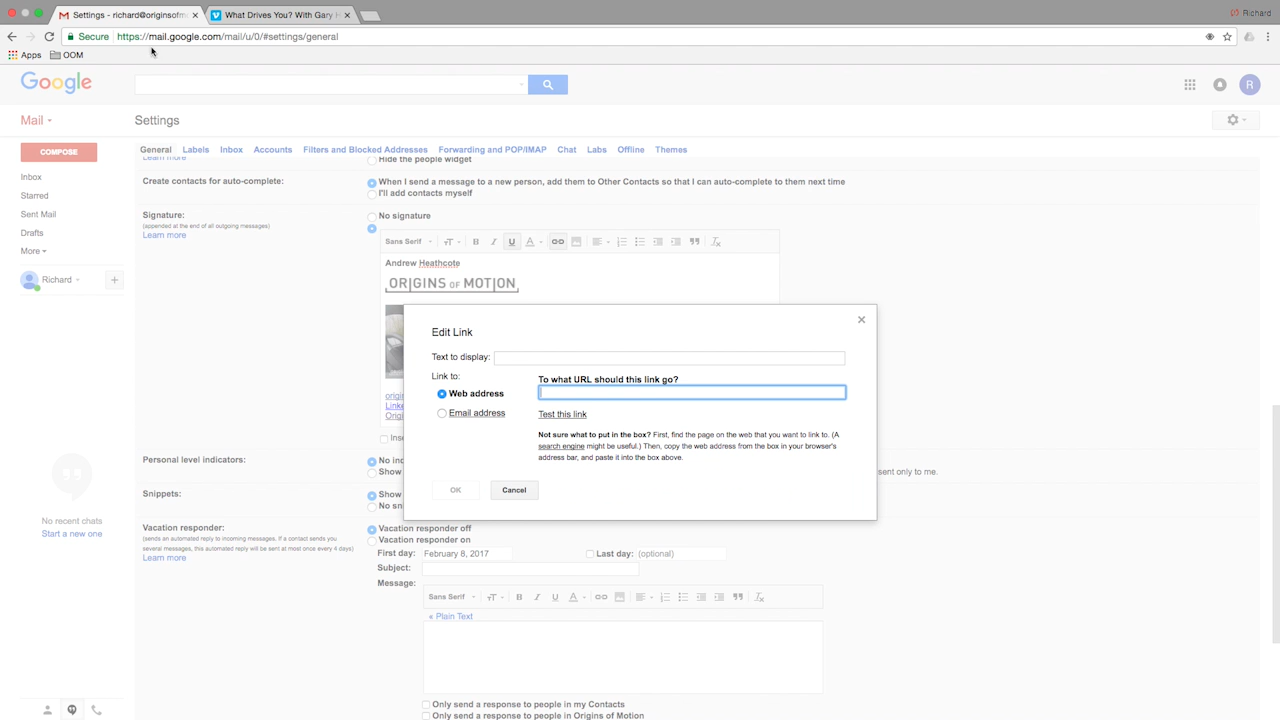 Settings - richard@originsofm
What Drives You? With Gary H
Richard
Secure
https://mail.google.com/mail/u/0/#settings/general
Apps
OOM
Google
R
Mail
Settings
COMPOSE
General
Labels
Inbox
Accounts
Filters and Blocked Addresses
Forwarding and POP/IMAP
Chat
Labs
Offline
Themes
Inbox
Starred
Sent Mail
Drafts
More
Richard
No recent chats
Start a new one
Learn more
Hide the people widget
Create contacts for auto-complete:
When I send a message to a new person, add them to Other Contacts so that I can auto-complete to them next time
I'll add contacts myself
Signature:
(appended at the end of all outgoing messages)
Learn more
No signature
Sans Serif
Andrew Heathcote
ORIGINS OF MOTION
origin
Linke
Origi
Inse
Edit Link
Text to display:
Link to:
Web address
Email address
To what URL should this link go?
Test this link
Not sure what to put in the box? First, find the page on the web that you want to link to. (A
search engine might be useful.) Then, copy the web address from the box in your browser's
address bar, and paste it into the box above.
OK
Cancel
Personal level indicators:
No ind
Show
sent only to me.
Snippets:
Show
No sni
Vacation responder:
(sends an automated reply to incoming messages. If a contact sends you
several messages, this automated reply will be sent at most once every 4 days)
Learn more
Vacation responder off
Vacation responder on
First day:
February 8, 2017
Last day:
(optional)
Subject:
Message:
Sans Serif
« Plain Text
Only send a response to people in my Contacts
Only send a response to people in Origins of Motion